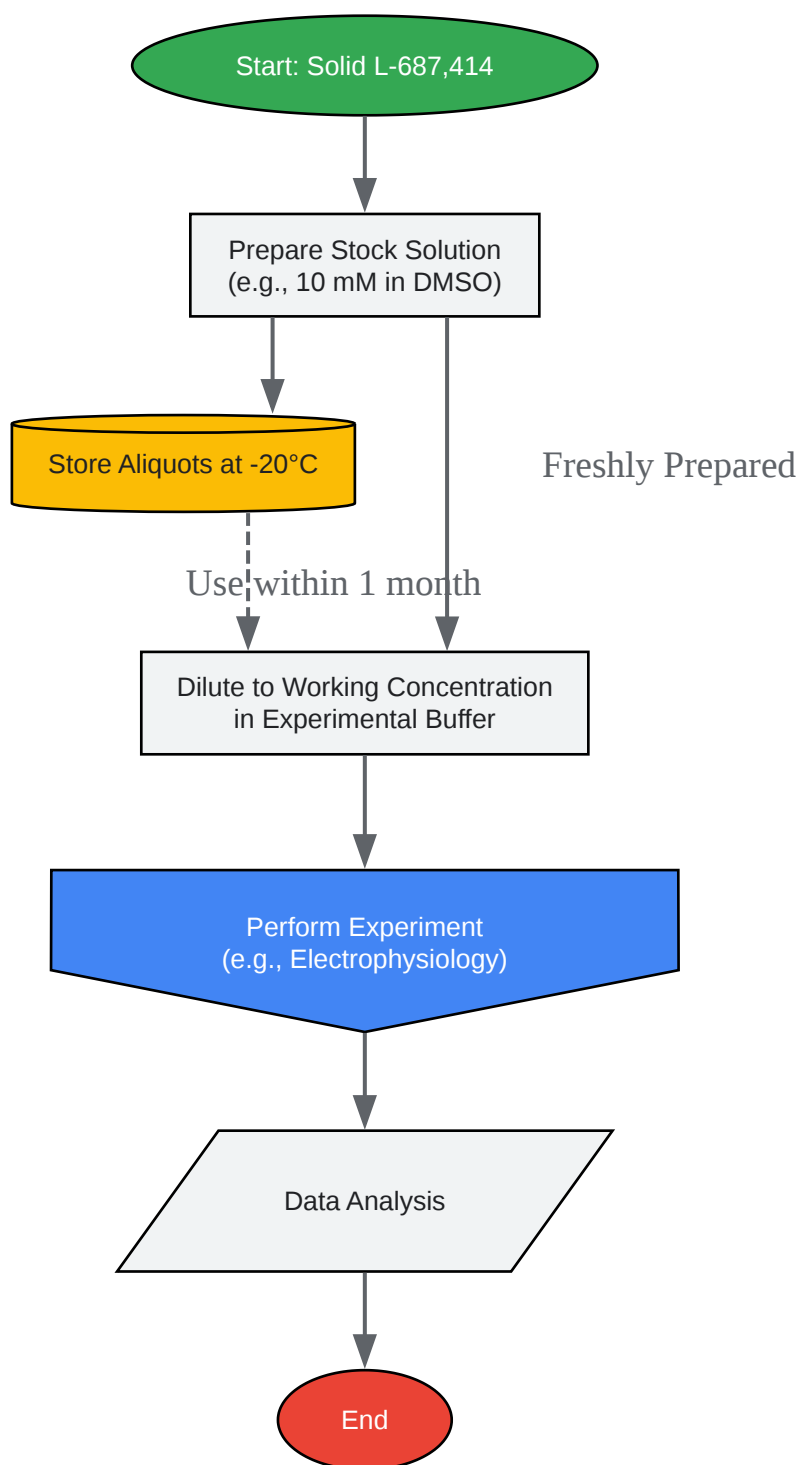 Start: Solid L-687,414
Prepare Stock Solution
(e.g., 10 mM in DMSO)
Store Aliquots at -20°C
Freshly Prepared
Use within 1 month
Dilute to Working Concentration
in Experimental Buffer
Perform Experiment
(e.g., Electrophysiology)
Data Analysis
End